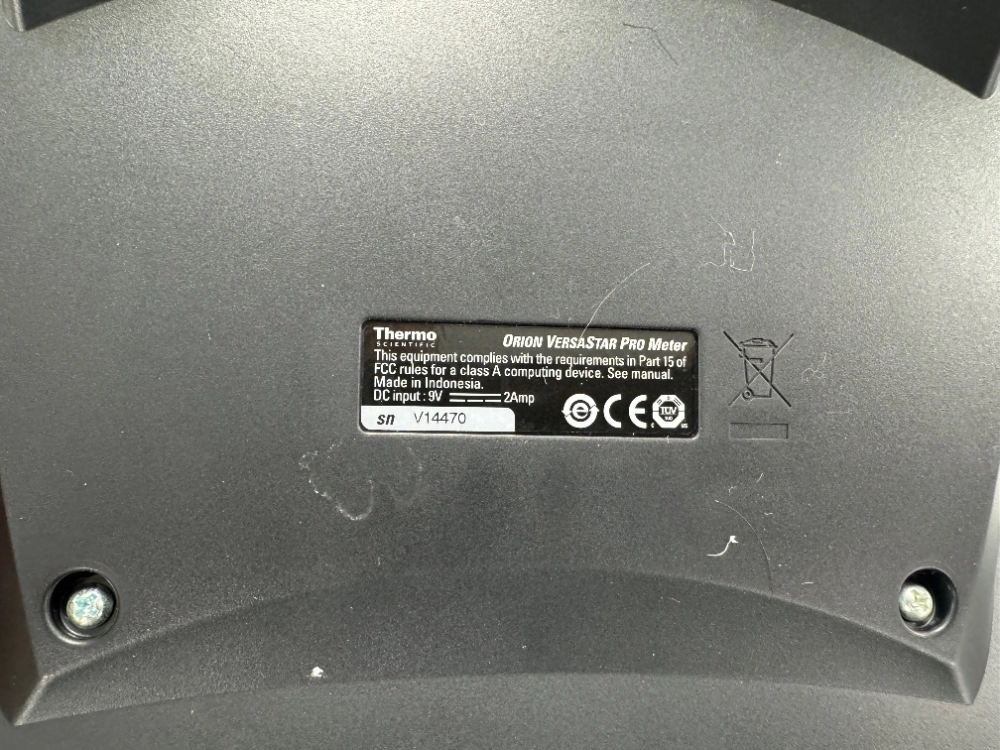 Thermo
SCIENTIFIC
ORION VERSASTAR PRO Meter
This equipment complies with the requirements in Part 15 of
FCC rules for a class A computing device. See manual.
Made in Indonesia.
DC input : 9V 2Amp
sn V14470
CE
TÜV